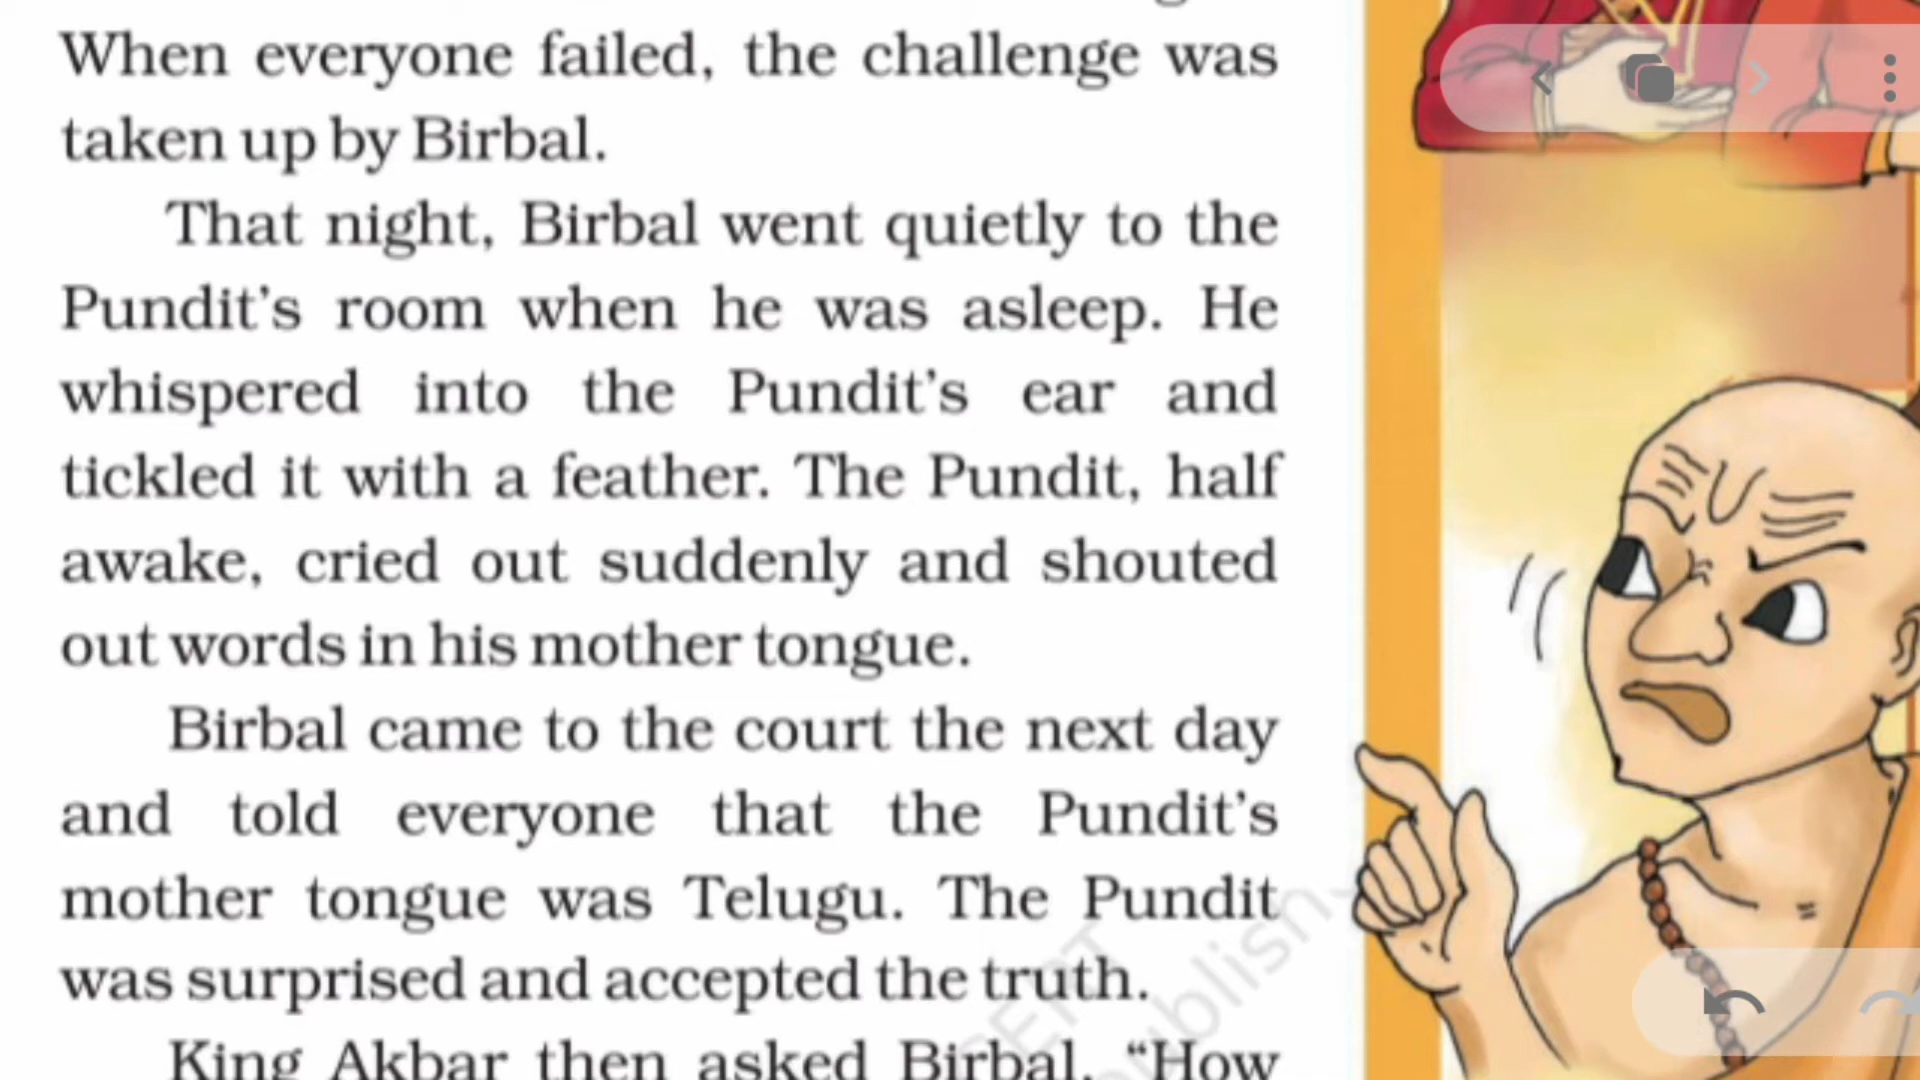 When everyone failed, the challenge was
taken up by Birbal.
That night, Birbal went quietly to the
Pundit’s room when he was asleep. He
whispered into the Pundit’s ear and
tickled it with a feather. The Pundit, half
awake, cried out suddenly and shouted
out words in his mother tongue.
Birbal came to the court the next day
and told everyone that the Pundit’s
mother tongue was Telugu. The Pundit
was surprised and accepted the truth.
King Akbar then asked Birbal, “How